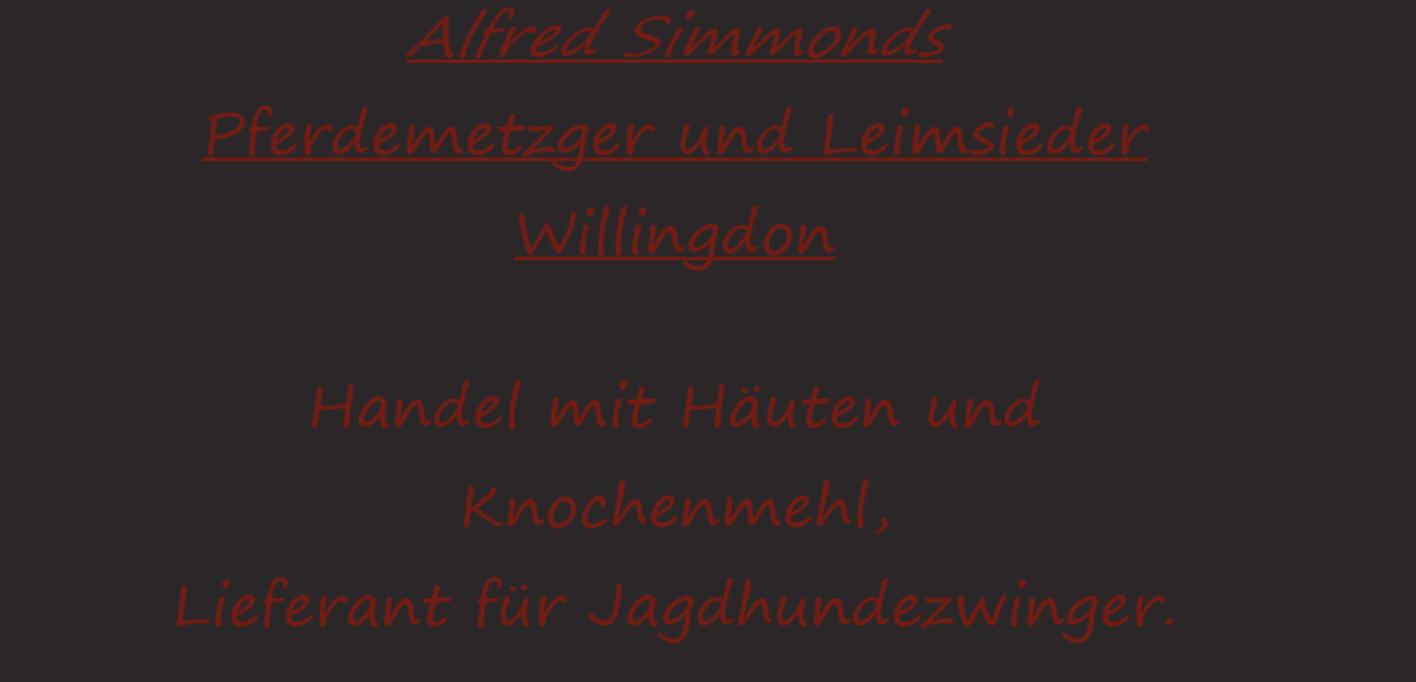 Alfred Simmonds
Pferdemetzger und Leimsieder
Willingdon
Handel mit Häuten und
Knochenmehl,
Lieferant für Jagdhundezwinger.